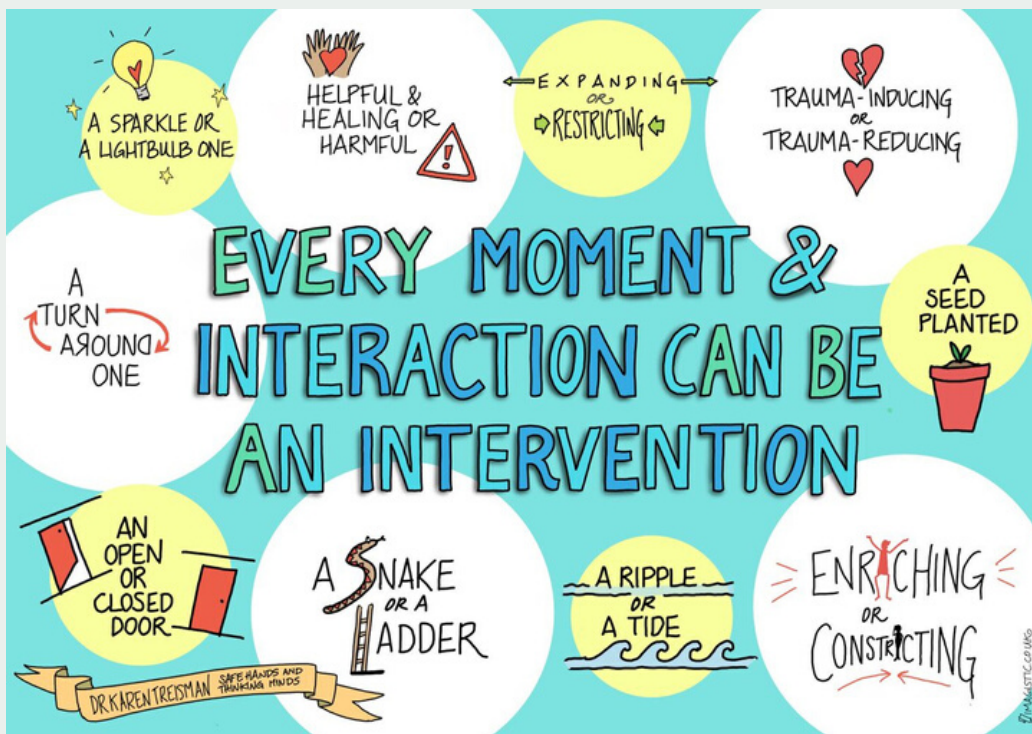 A SPARKLE OR
A LIGHTBULB ONE
HELPFUL &
HEALING OR
HARMFUL
!
EXPANDING
OR
RESTRICTING
TRAUMA-INDUCING
OR
TRAUMA-REDUCING
EVERY MOMENT &
INTERACTION CAN BE
AN INTERVENTION
A
TURN
AROUND
ONE
A
SEED
PLANTED
AN
OPEN
OR
CLOSED
DOOR
A SNAKE
OR A
LADDER
A RIPPLE
OR
A TIDE
ENRICHING
OR
CONSTRICTING
DR KAREN TREISMAN SAFE HANDS AND
THINKING MINDS